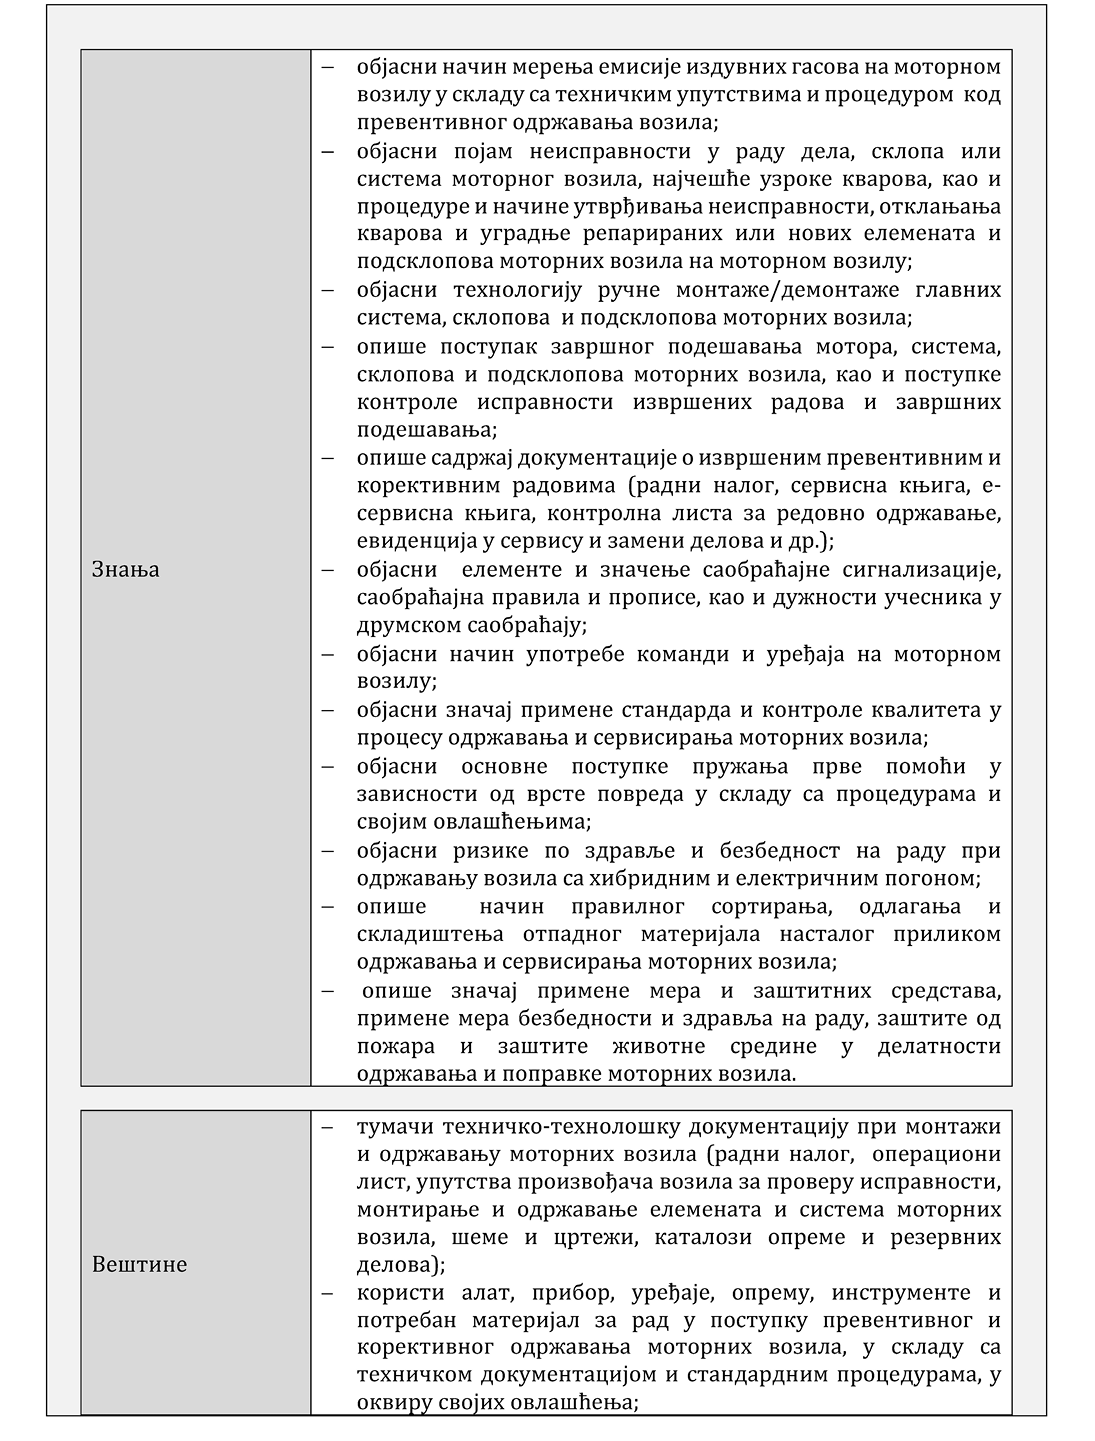 објасни начин мерења емисије издувних гасова на моторном
возилу у складу са техничким упутствима и процедуром код
превентивног одржавања возила;
– објасни појам неисправности у раду дела, склопа или
система моторног возила, најчешће узроке кварова, као и
процедуре и начине утврђивања неисправности, отклањања
кварова и уградње репарираних или нових елемената и
подсклопова моторних возила на моторном возилу;
– објасни технологију ручне монтаже/демонтаже главних
система, склопова и подсклопова моторних возила;
– опише поступак завршног подешавања мотора, система,
склопова и подсклопова моторних возила, као и поступке
контроле исправности извршених радова и завршних
подешавања;
– опише садржај документације о извршеним превентивним и
корективним радовима (радни налог, сервисна књига, е-
сервисна књига, контролна листа за редовно одржавање,
евиденција у сервису и замени делова и др.);
Знања
– објасни елементе и значење саобраћајне сигнализације,
саобраћајна правила и прописе, као и дужности учесника у
друмском саобраћају;
– објасни начин употребе команди и уређаја на моторном
возилу;
– објасни значај примене стандарда и контроле квалитета у
процесу одржавања и сервисирања моторних возила;
– објасни основне поступке пружања прве помоћи у
зависности од врсте повреда у складу са процедурама и
својим овлашћењима;
– објасни ризике по здравље и безбедност на раду при
одржавању возила са хибридним и електричним погоном;
– опише начин правилног сортирања, одлагања и
складиштења отпадног материјала насталог приликом
одржавања и сервисирања моторних возила;
– опише значај примене мера и заштитних средстава,
примене мера безбедности и здравља на раду, заштите од
пожара и заштите животне средине у делатности
одржавања и поправке моторних возила.
– тумачи техничко-технолошку документацију при монтажи
и одржавању моторних возила (радни налог, операциони
лист, упутства произвођача возила за проверу исправности,
монтирање и одржавање елемената и система моторних
возила, шеме и цртежи, каталози опреме и резервних
делова);
Вештине
– користи алат, прибор, уређаје, опрему, инструменте и
потребан материјал за рад у поступку превентивног и
корективног одржавања моторних возила, у складу са
техничком документацијом и стандардним процедурама, у
оквиру својих овлашћења;